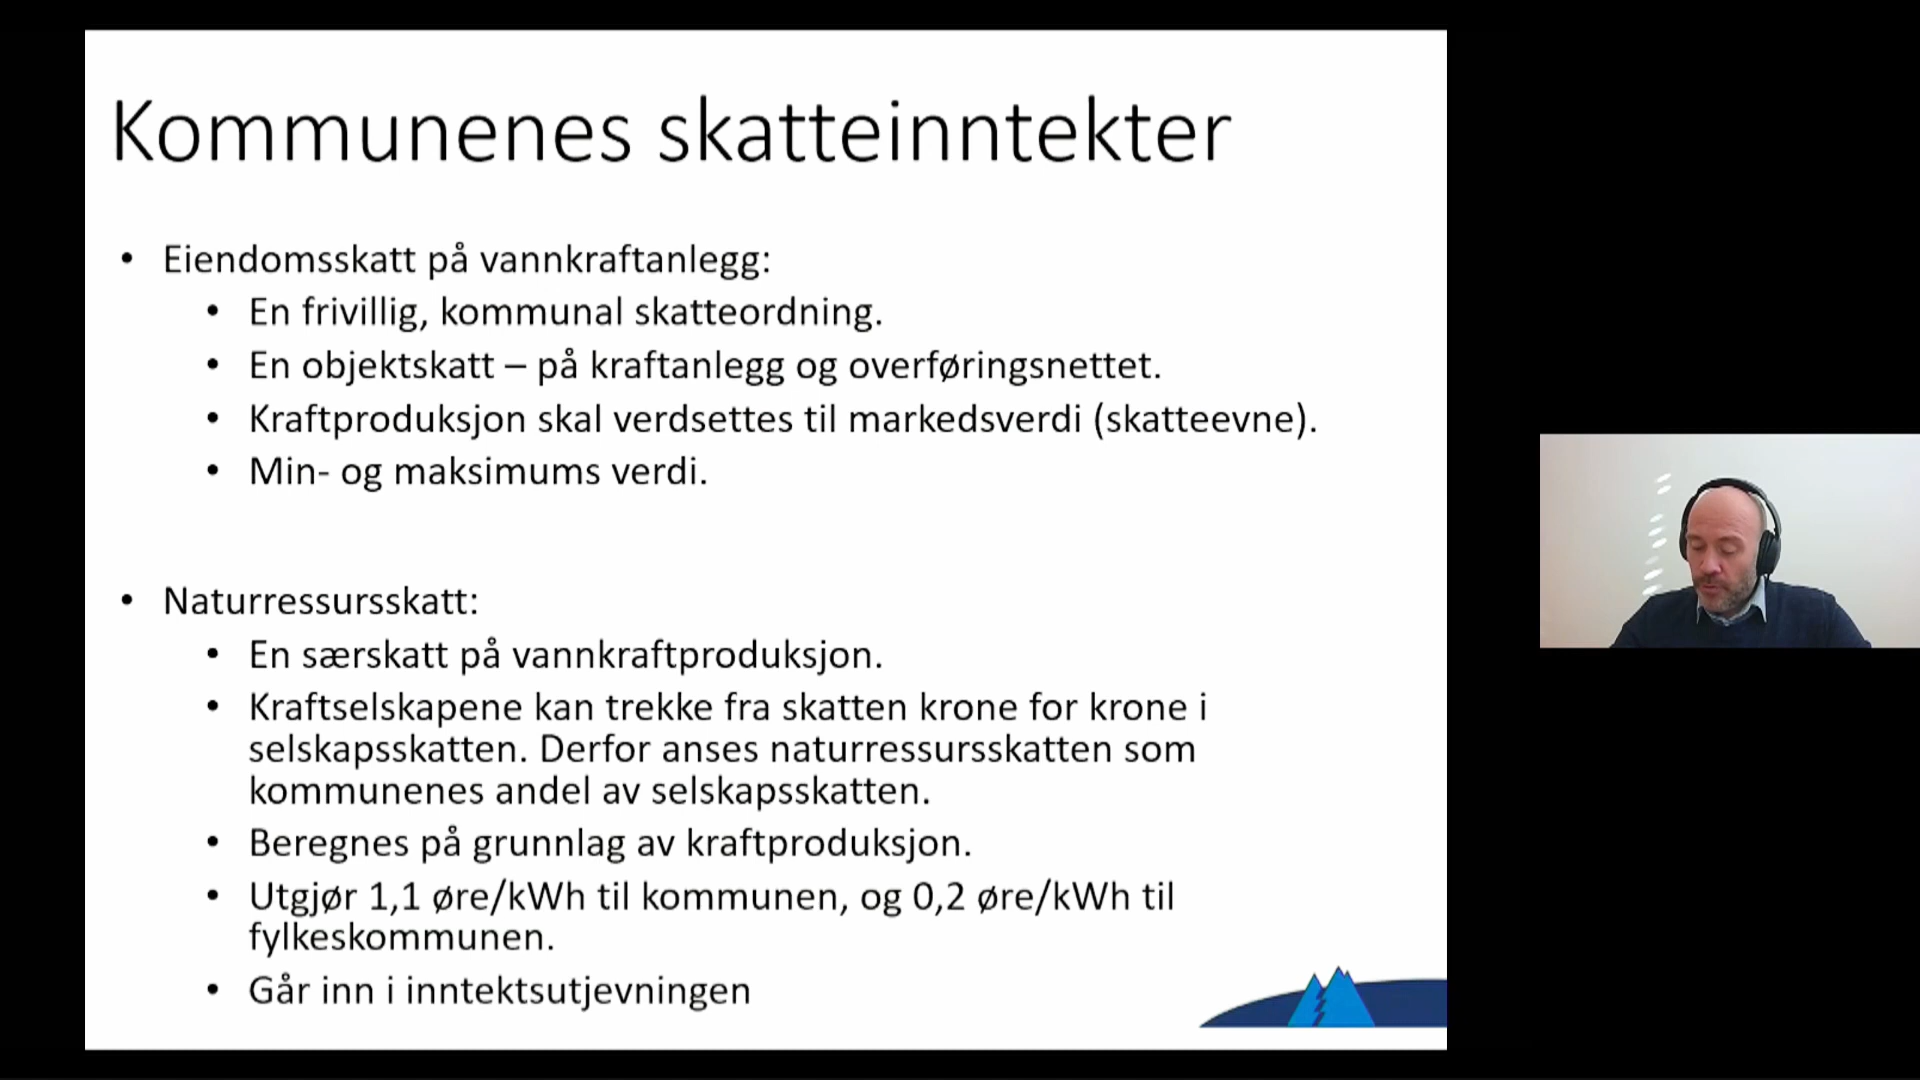 Kommunenes skatteinntekter
• Eiendomsskatt på vannkraftanlegg:
• En frivillig, kommunal skatteordning.
• En objektskatt – på kraftanlegg og overføringsnettet.
• Kraftproduksjon skal verdsettes til markedsverdi (skatteevne).
• Min- og maksimums verdi.
• Naturressursskatt:
• En særskatt på vannkraftproduksjon.
• Kraftselskapene kan trekke fra skatten krone for krone i
selskapsskatten. Derfor anses naturressursskatten som
kommunenes andel av selskapsskatten.
• Beregnes på grunnlag av kraftproduksjon.
• Utgjør 1,1 øre/kWh til kommunen, og 0,2 øre/kWh til
fylkeskommunen.
• Går inn i inntektsutjevningen